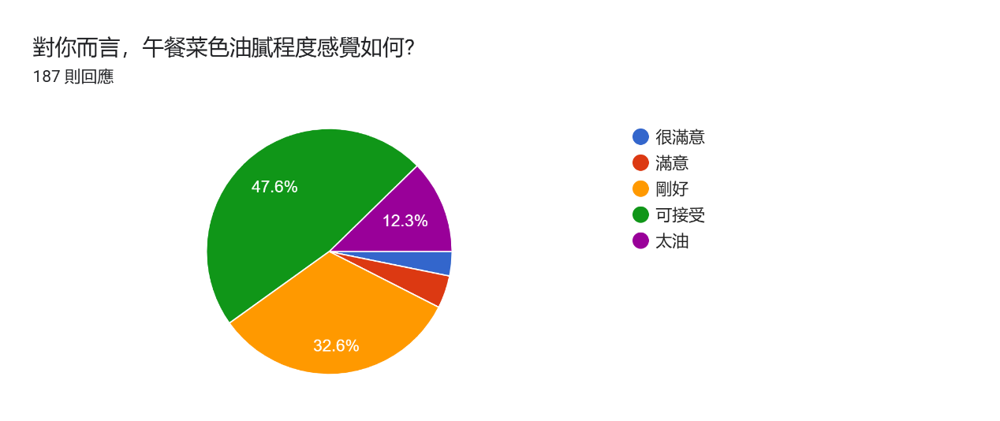 對你而言，午餐菜色油膩程度感覺如何?
187 則回應
47.6%
12.3%
32.6%
很滿意
滿意
剛好
可接受
太油